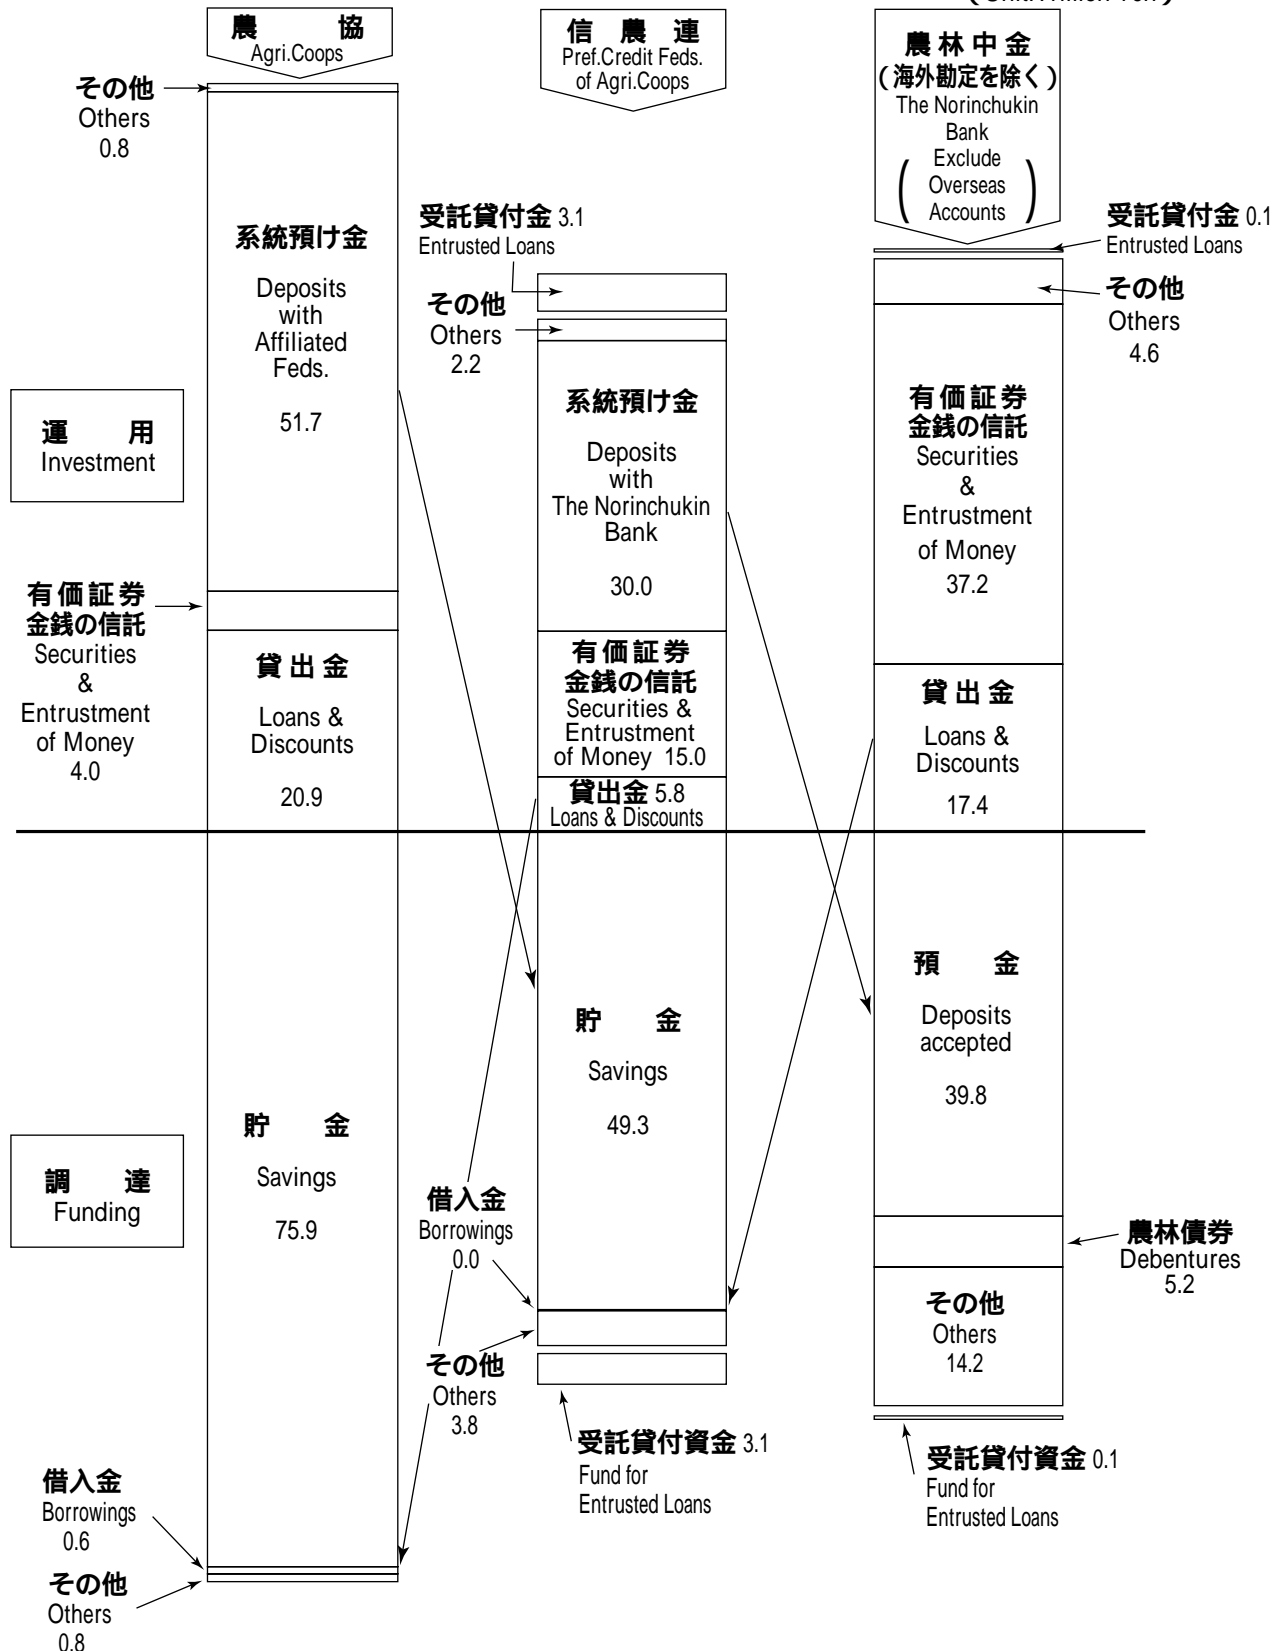 農 協
Agri.Coops
その他
Others
0.8
系統預け金
Deposits
with
Affiliated
Feds.
51.7
運 用
Investment
有価証券
金銭の信託
Securities
&
Entrustment
of Money
4.0
貸出金
Loans &
Discounts
20.9
貯 金
Savings
75.9
調 達
Funding
借入金
Borrowings
0.6
その他
Others
0.8
信農連
Pref.Credit Feds.
of Agri.Coops
受託貸付金 3.1
Entrusted Loans
その他
Others
2.2
系統預け金
Deposits
with
The Norinchukin
Bank
30.0
有価証券
金銭の信託
Securities &
Entrustment
of Money 15.0
貸出金 5.8
Loans & Discounts
貯 金
Savings
49.3
借入金
Borrowings
0.0
その他
Others
3.8
受託貸付資金 3.1
Fund for
Entrusted Loans
農林中金
(海外勘定を除く)
The Norinchukin
Bank
( Exclude
Overseas
Accounts )
受託貸付金 0.1
Entrusted Loans
その他
Others
4.6
有価証券
金銭の信託
Securities
&
Entrustment
of Money
37.2
貸出金
Loans &
Discounts
17.4
預 金
Deposits
accepted
39.8
農林債券
Debentures
5.2
その他
Others
14.2
受託貸付資金 0.1
Fund for
Entrusted Loans